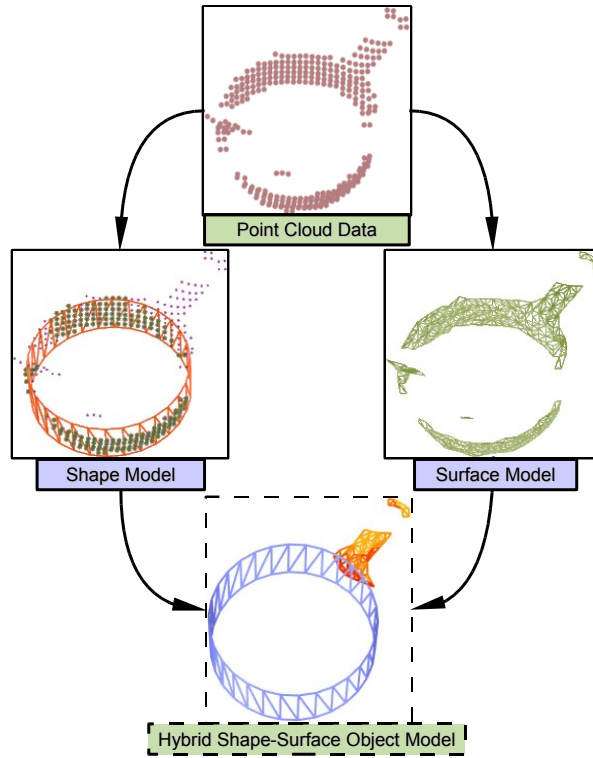 Point Cloud Data
Shape Model
Surface Model
Hybrid Shape-Surface Object Model